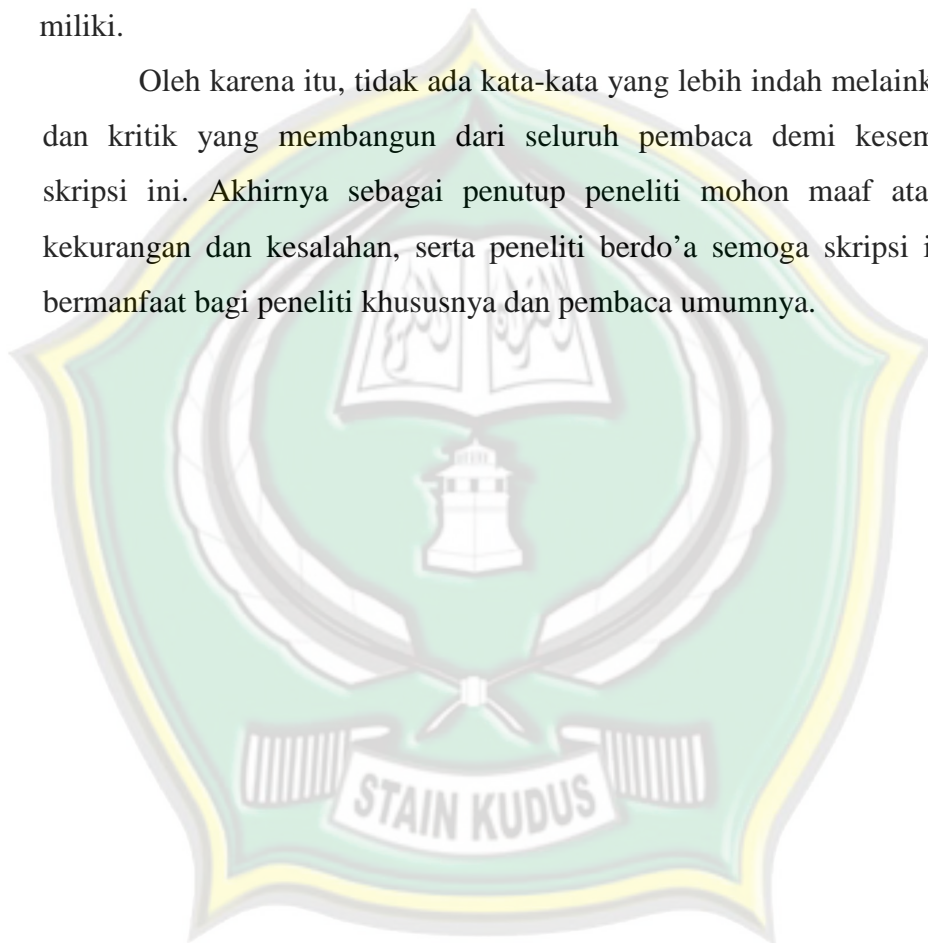 miliki.
Oleh karena itu, tidak ada kata-kata yang lebih indah melaink
dan kritik yang membangun dari seluruh pembaca demi kesem
skripsi ini. Akhirnya sebagai penutup peneliti mohon maaf ata
kekurangan dan kesalahan, serta peneliti berdo’a semoga skripsi i
bermanfaat bagi peneliti khususnya dan pembaca umumnya.
STAIN KUDUS